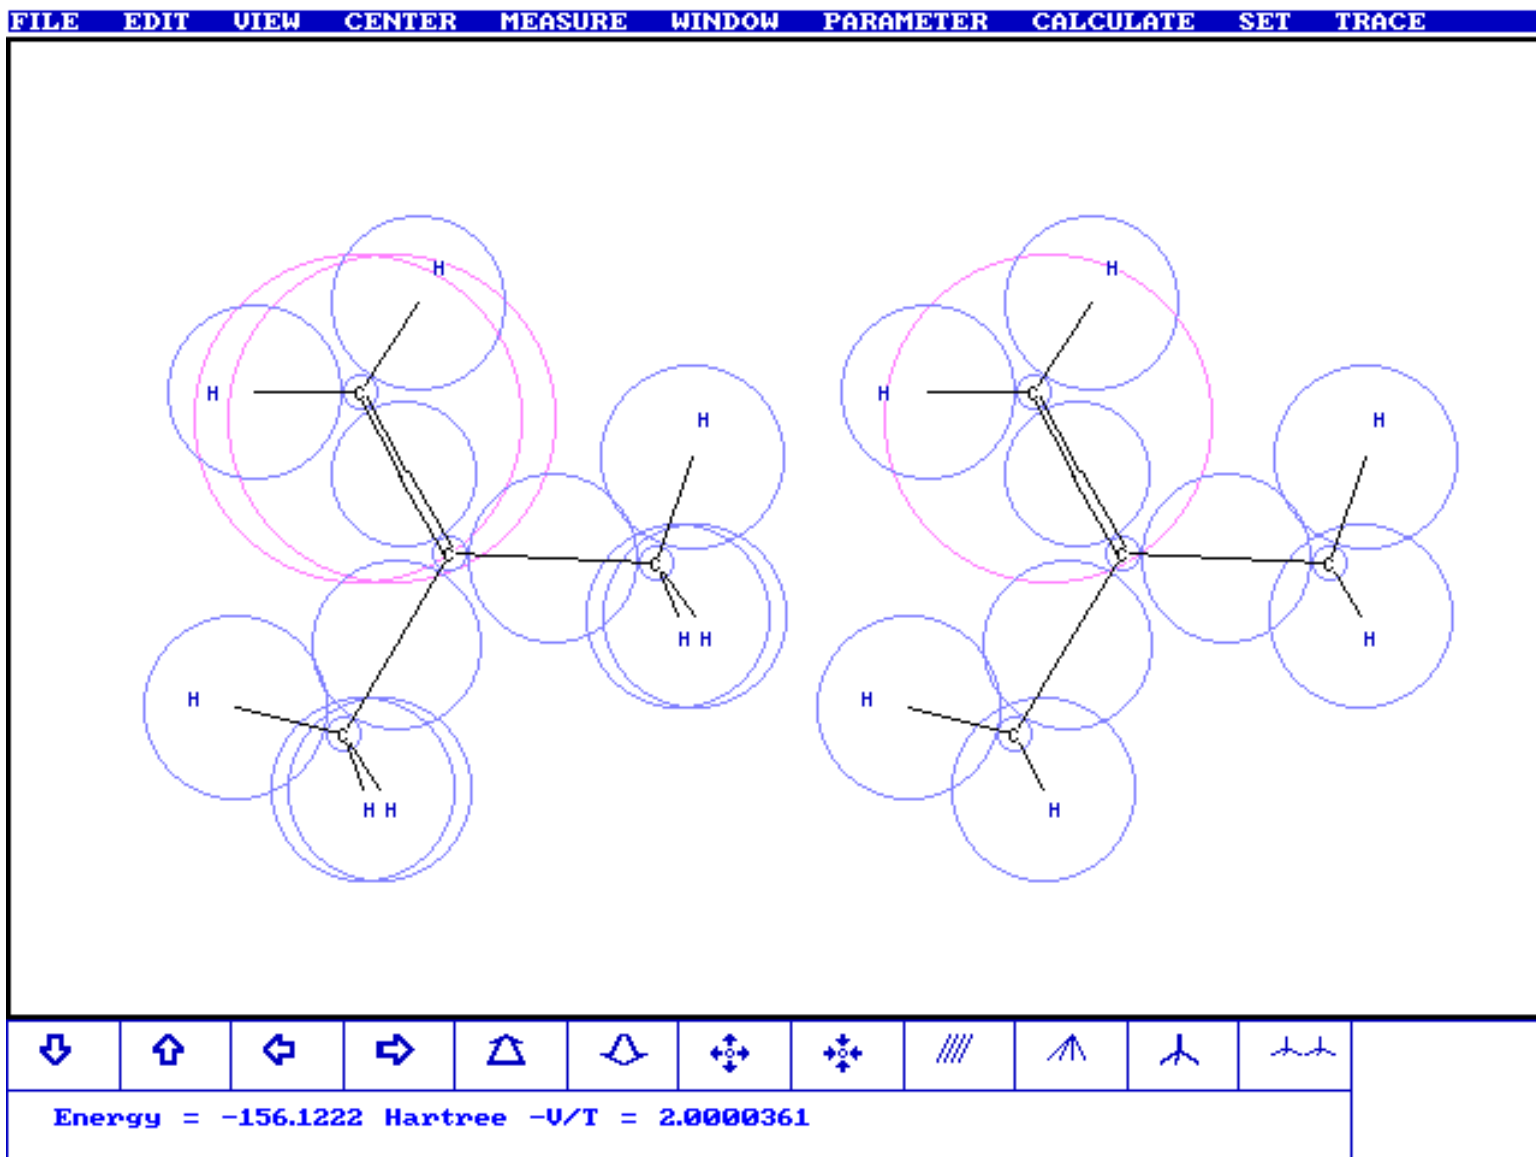 FILE EDIT VIEW CENTER MEASURE WINDOW PARAMETER CALCULATE SET TRACE
H H
H C H C
H H
C C
C C
H H H
H H
C C
H H H
Energy = -156.1222 Hartree -V/T = 2.0000361